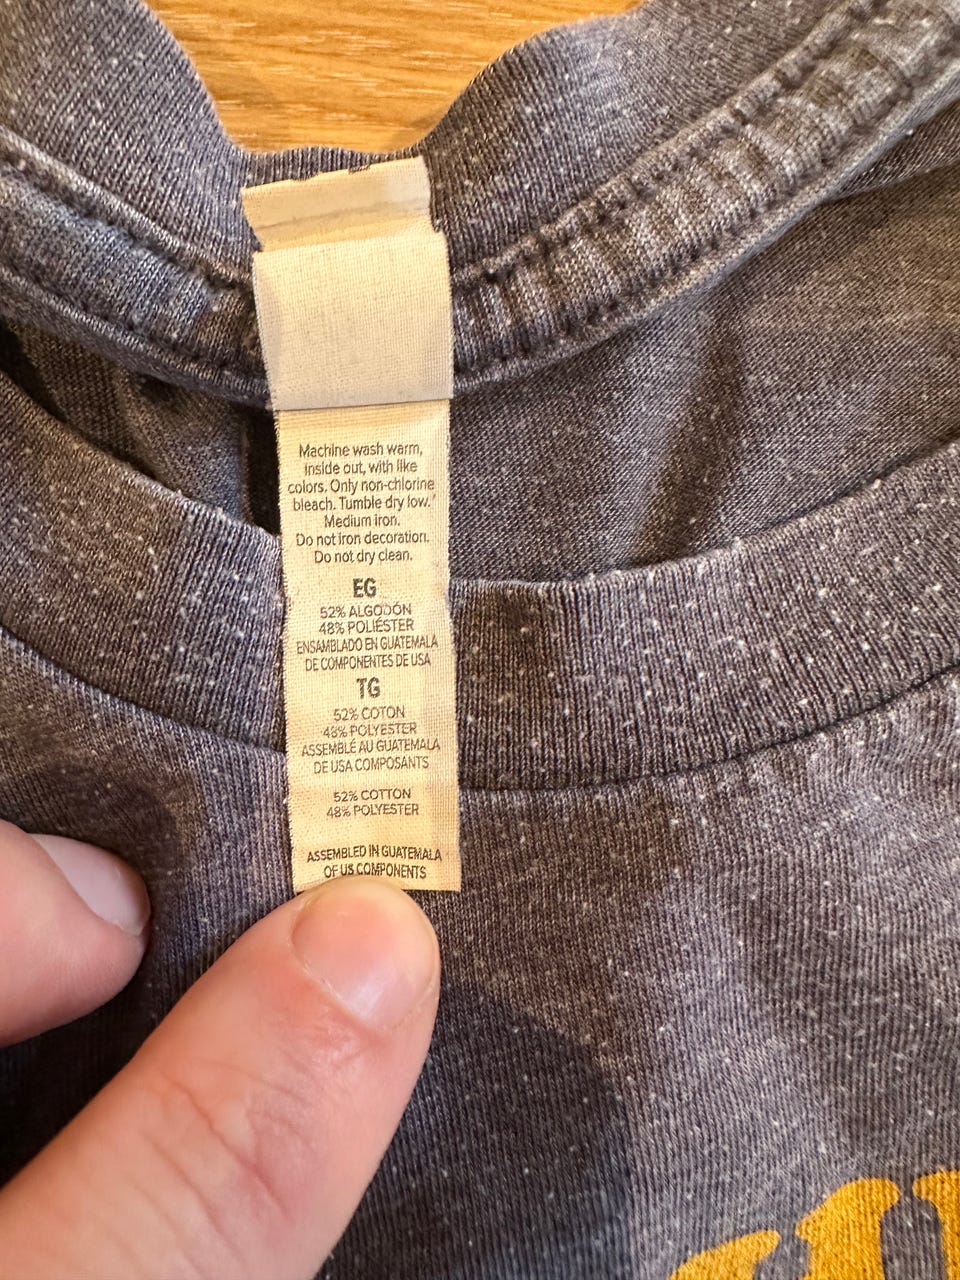 Machine wash warm,
inside out, with like
colors. Only non-chlorine
bleach. Tumble dry low.
Medium iron.
Do not iron decoration.
Do not dry clean.
EG
52% ALGODÓN
48% POLIÉSTER
ENSAMBLADO EN GUATEMALA
DE COMPONENTES DE USA
TG
52% COTON
48% POLYESTER
ASSEMBLÉ AU GUATEMALA
DE USA COMPOSANTS
52% COTTON
48% POLYESTER
ASSEMBLED IN GUATEMALA
OF US COMPONENTS